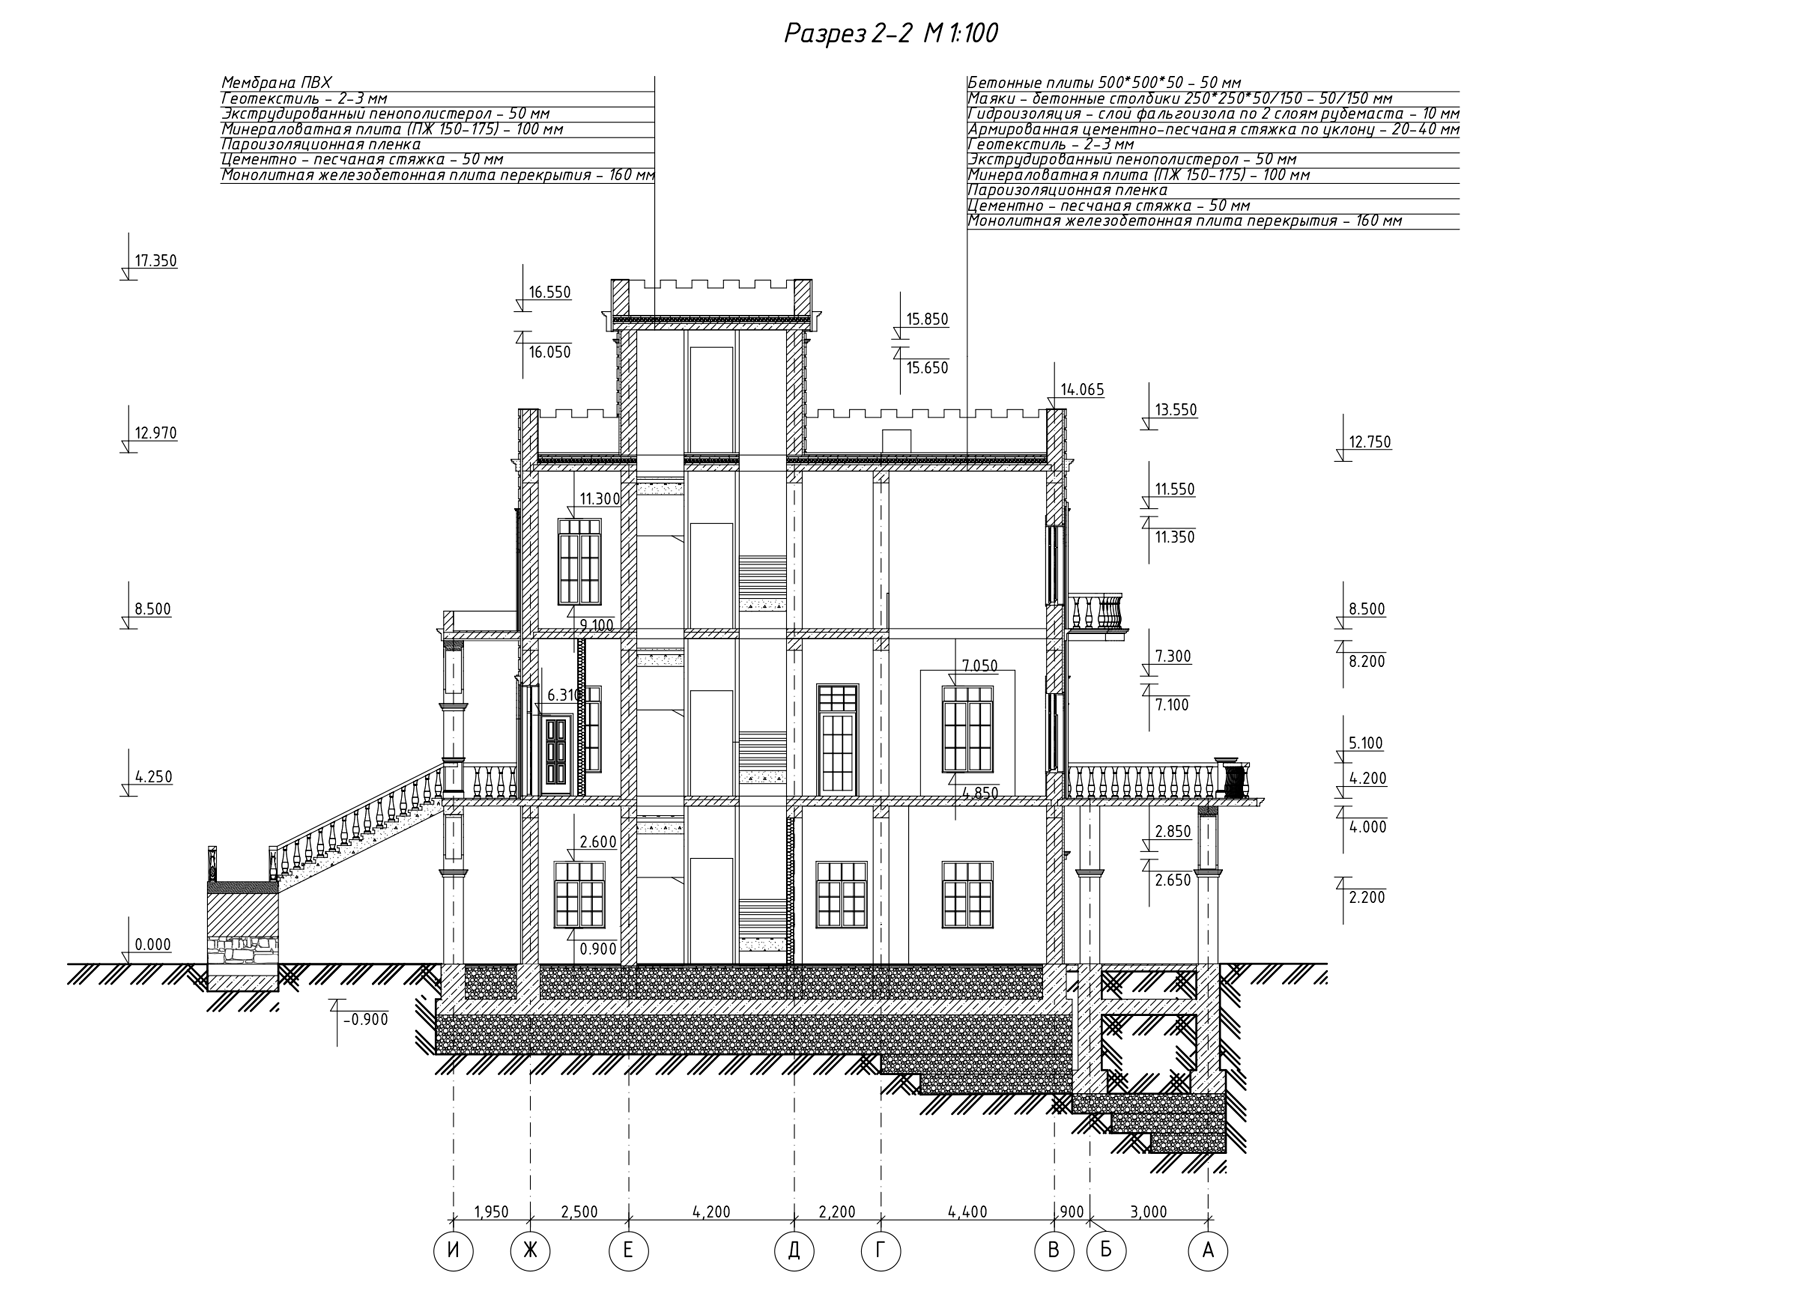 Разрез 2-2 М 1:100
Мембрана ПВХ
Геотекстиль - 2-3 мм
Экструдированный пенополистерол - 50 мм
Минераловатная плита (ПЖ 150-175) - 100 мм
Пароизоляционная пленка
Цементно - песчаная стяжка - 50 мм
Монолитная железобетонная плита перекрытия - 160 мм
Бетонные плиты 500*500*50 - 50 мм
Маяки - бетонные столбики 250*250*50/150 - 50/150 мм
Гидроизоляция - слой фальгоизола по 2 слоям рубемаста - 10 мм
Армированная цементно-песчаная стяжка по уклону - 20-40 мм
Геотекстиль - 2-3 мм
Экструдированный пенополистерол - 50 мм
Минераловатная плита (ПЖ 150-175) - 100 мм
Пароизоляционная пленка
Цементно - песчаная стяжка - 50 мм
Монолитная железобетонная плита перекрытия - 160 мм
17.350
12.970
8.500
4.250
0.000
-0.900
16.550
16.050
15.850
15.650
14.065
13.550
12.750
11.550
11.350
11.300
9.100
8.500
8.200
7.300
7.100
7.050
6.310
4.850
5.100
4.200
4.000
2.850
2.650
2.600
0.900
2.200
1,950 2,500 4,200 2,200 4,400 900 3,000
И Ж Е Д Г В Б А